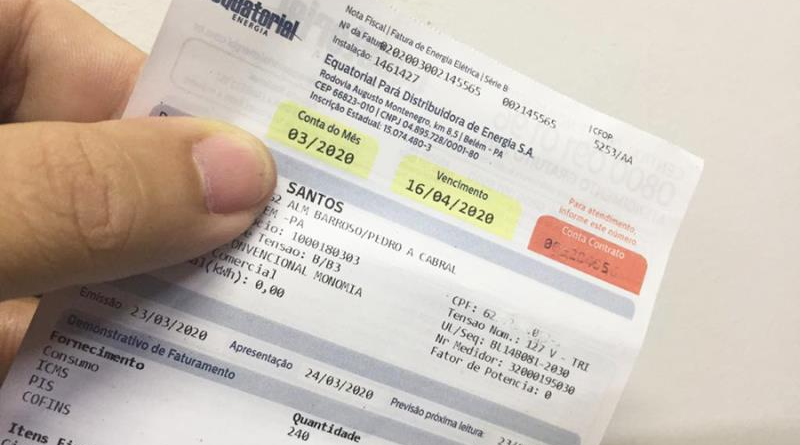 Equatorial
ENERGIA
Nota Fiscal | Fatura de Energia Elétrica | Série B
Nº da Fatura 0202003002145565 002145565 |CFOP
Instalação: 1461427 5253/AA
Equatorial Pará Distribuidora de Energia S.A.
Rodovia Augusto Montenegro, km 8,5 | Belém - PA
CEP 66823-010 | CNPJ 04.895.728/0001-80
Inscrição Estadual: 15.074.480-3
Conta do Mês
03/2020
Vencimento
16/04/2020
Para atendimento,
informe este número
Conta Contrato
SANTOS
ALM BARROSO/PEDRO A CABRAL
-PA
1000180303
Tensao: B/B3
CONVENCIONAL MONOMIA
Comercial
(kWh): 0,00
CPF: 62
Tensao Nom.: 127 V - TRI
UL/Seq: BL14B081-2030
Nr Medidor: 32000195030
Fator de Potencia: 0
Emissão 23/03/2020 Apresentação 24/03/2020 Previsão próxima leitura:
Demonstrativo de Faturamento
Fornecimento Quantidade
Consumo 240
ICMS
PIS
COFINS
Itens